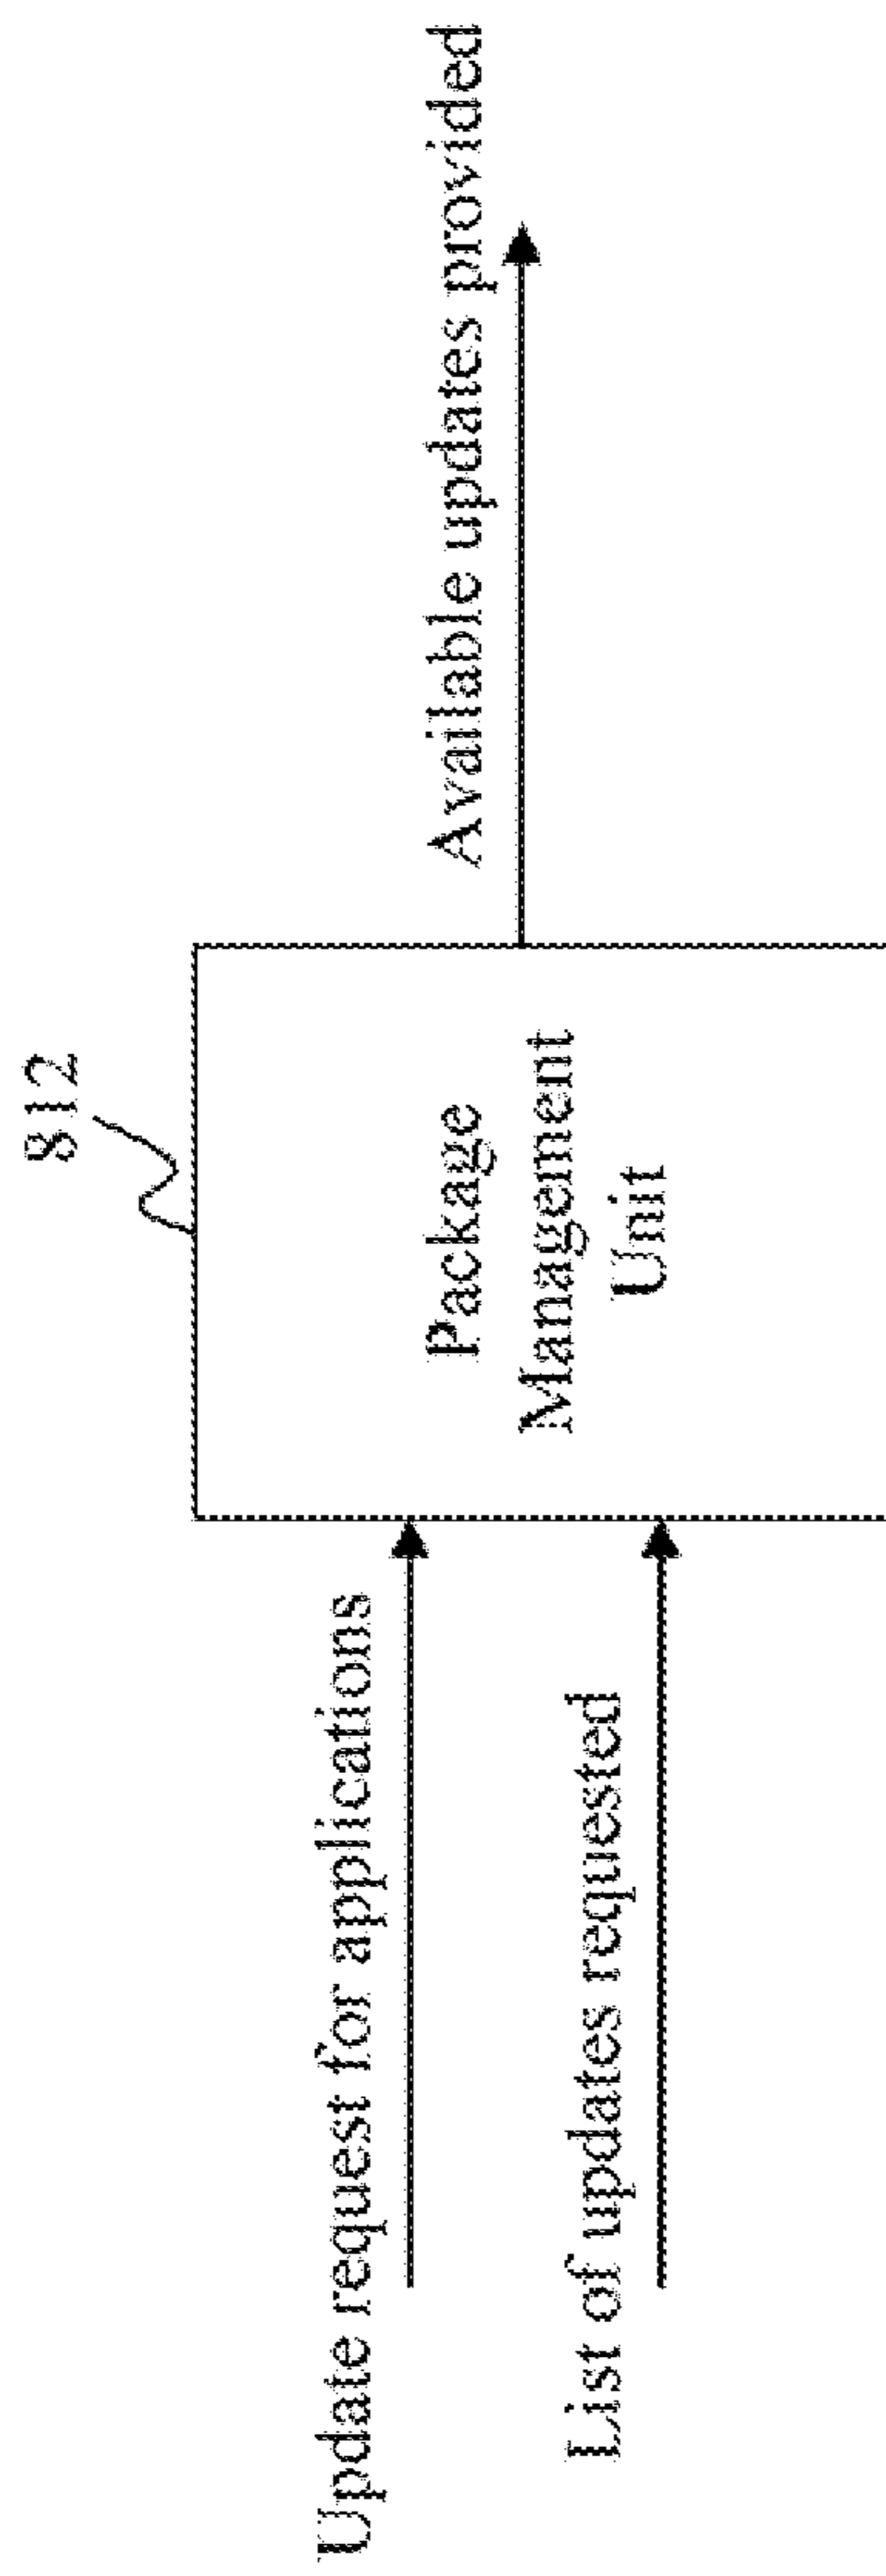 812
Update request for applications
List of updates requested
Package
Management
Unit
Available updates provided